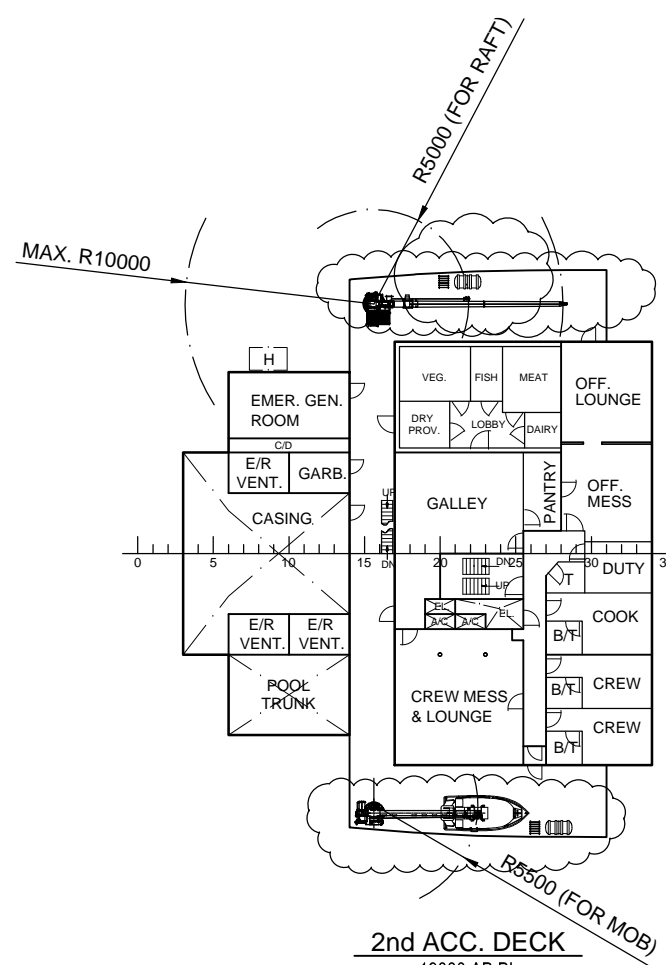 R5000 (FOR RAFT)
MAX. R10000
H
EMER. GEN.
ROOM
C/D
E/R
VENT.
GARB.
CASING
UP
DN
VEG.
FISH
MEAT
DRY
PROV.
LOBBY
DAIRY
OFF.
LOUNGE
GALLEY
PANTRY
OFF.
MESS
0 5 10 15 20 25 30
DN
UP
T
DUTY
EL.
EL.
A/C
A/C
COOK
B/T
E/R
VENT.
E/R
VENT.
POOL
TRUNK
CREW MESS
& LOUNGE
B/T
CREW
B/T
CREW
R5500 (FOR MOB)
2nd ACC. DECK